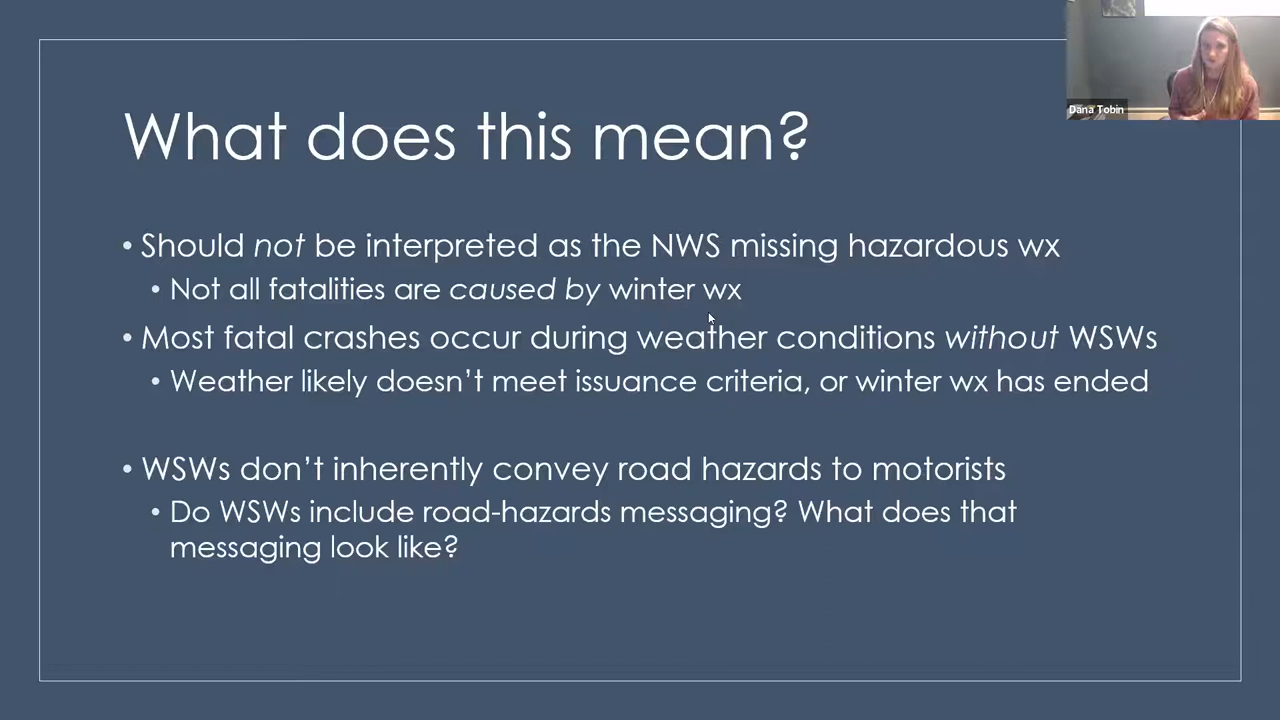 Dana Tobin
What does this mean?
• Should not be interpreted as the NWS missing hazardous wx
• Not all fatalities are caused by winter wx
• Most fatal crashes occur during weather conditions without WSWs
• Weather likely doesn't meet issuance criteria, or winter wx has ended
• WSWs don't inherently convey road hazards to motorists
• Do WSWs include road-hazards messaging? What does that
messaging look like?